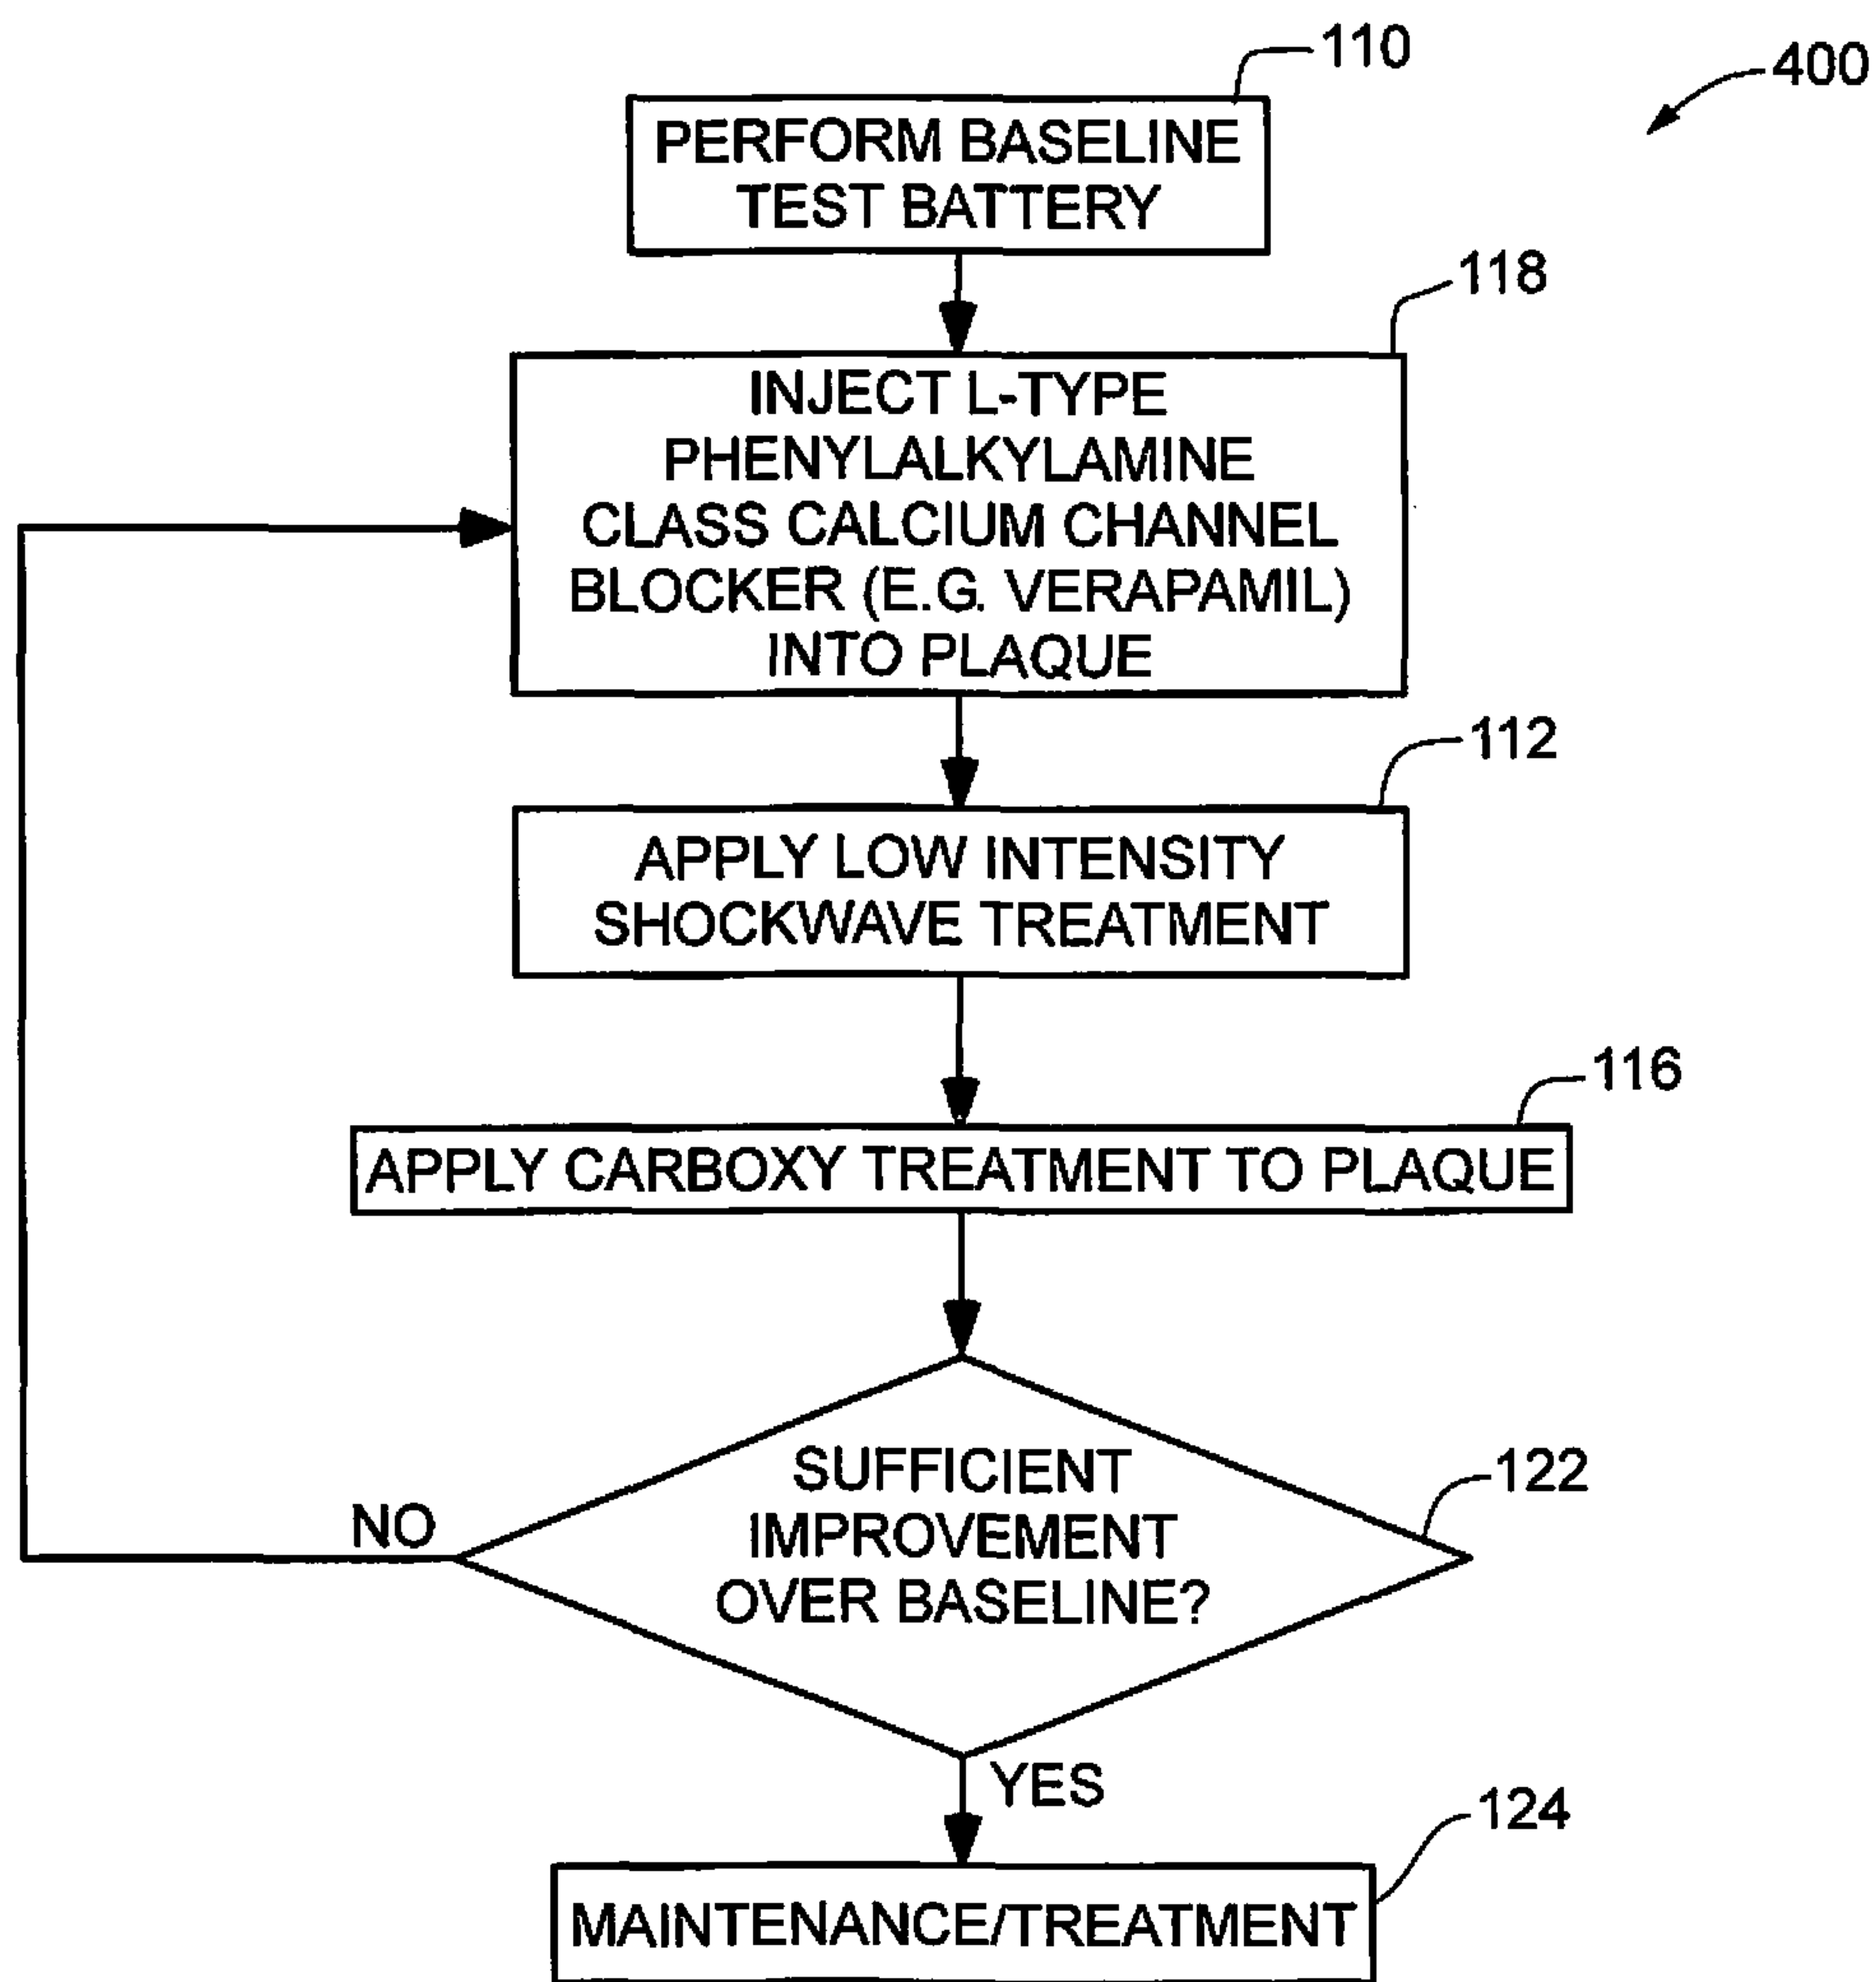 110
400
PERFORM BASELINE
TEST BATTERY
118
INJECT L-TYPE
PHENYLALKYLAMINE
CLASS CALCIUM CHANNEL
BLOCKER (E.G. VERAPAMIL)
INTO PLAQUE
112
APPLY LOW INTENSITY
SHOCKWAVE TREATMENT
116
APPLY CARBOXY TREATMENT TO PLAQUE
122
SUFFICIENT
IMPROVEMENT
OVER BASELINE?
NO
YES
124
MAINTENANCE/TREATMENT